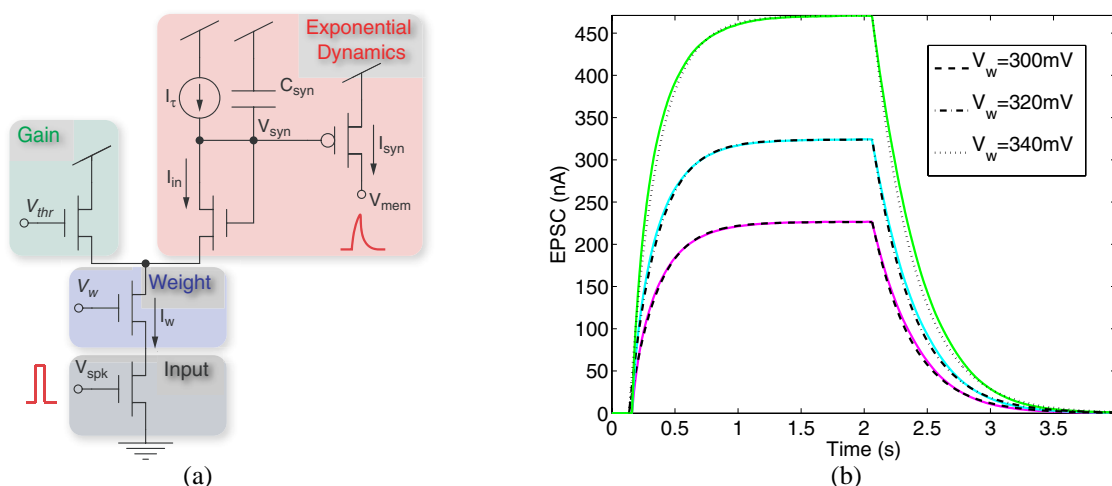 Exponential
Dynamics
I_τ
C_syn
V_syn
Gain
I_in
I_syn
V_thr
V_mem
V_w
Weight
I_w
V_spk
Input
(a)
EPSC (nA)
450
400
350
300
250
200
150
100
50
0
V_w=300mV
V_w=320mV
V_w=340mV
0 0.5 1 1.5 2 2.5 3 3.5
Time (s)
(b)